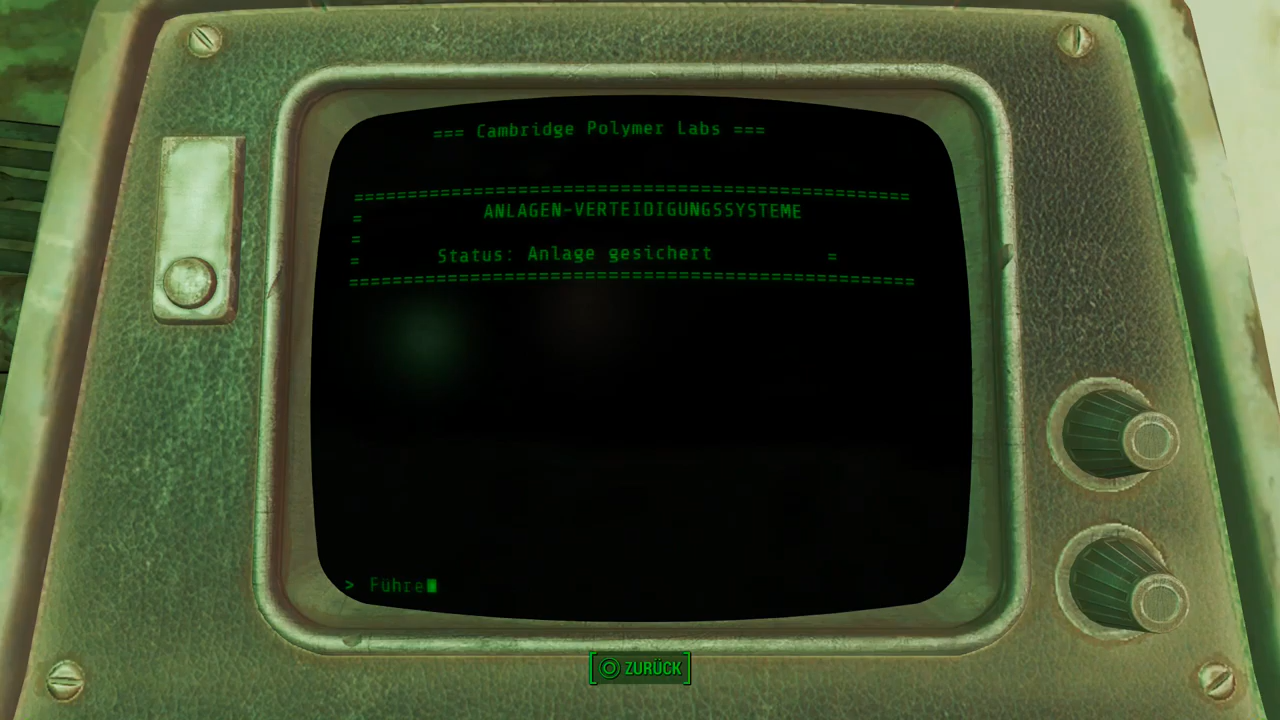 === Cambridge Polymer Labs ===
==============================================================
= ANLAGEN-VERTEIDIGUNGSSYSTEME
=
= Status: Anlage gesichert =
==============================================================
> Führe
ZURÜCK